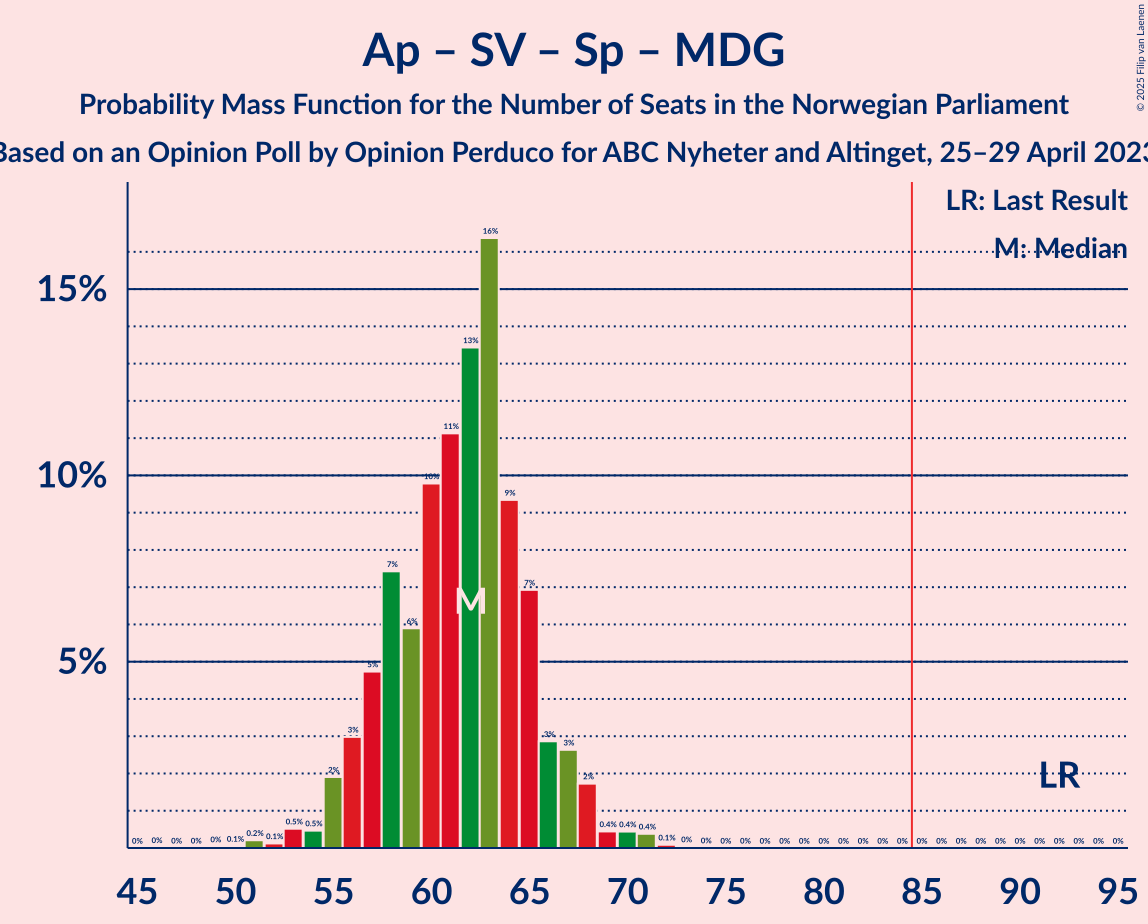 Ap – SV – Sp – MDG
Probability Mass Function for the Number of Seats in the Norwegian Parliament
Based on an Opinion Poll by Opinion Perduco for ABC Nyheter and Altinget, 25–29 April 2023
© 2025 Filip van Laenen
LR: Last Result
M: Median
15%
10%
5%
0% 0% 0% 0% 0% 0.1% 0.2% 0.1% 0.5% 0.5% 2% 3% 5% 7% 6% 10% 11% 13% 16% 9% 7% 3% 3% 2% 0.4% 0.4% 0.4% 0.1% 0% 0% 0% 0% 0% 0% 0% 0% 0% 0% 0% 0% 0% 0% 0% 0% 0% 0% 0% 0% 0% 0% 0%
M
LR
45 50 55 60 65 70 75 80 85 90 95